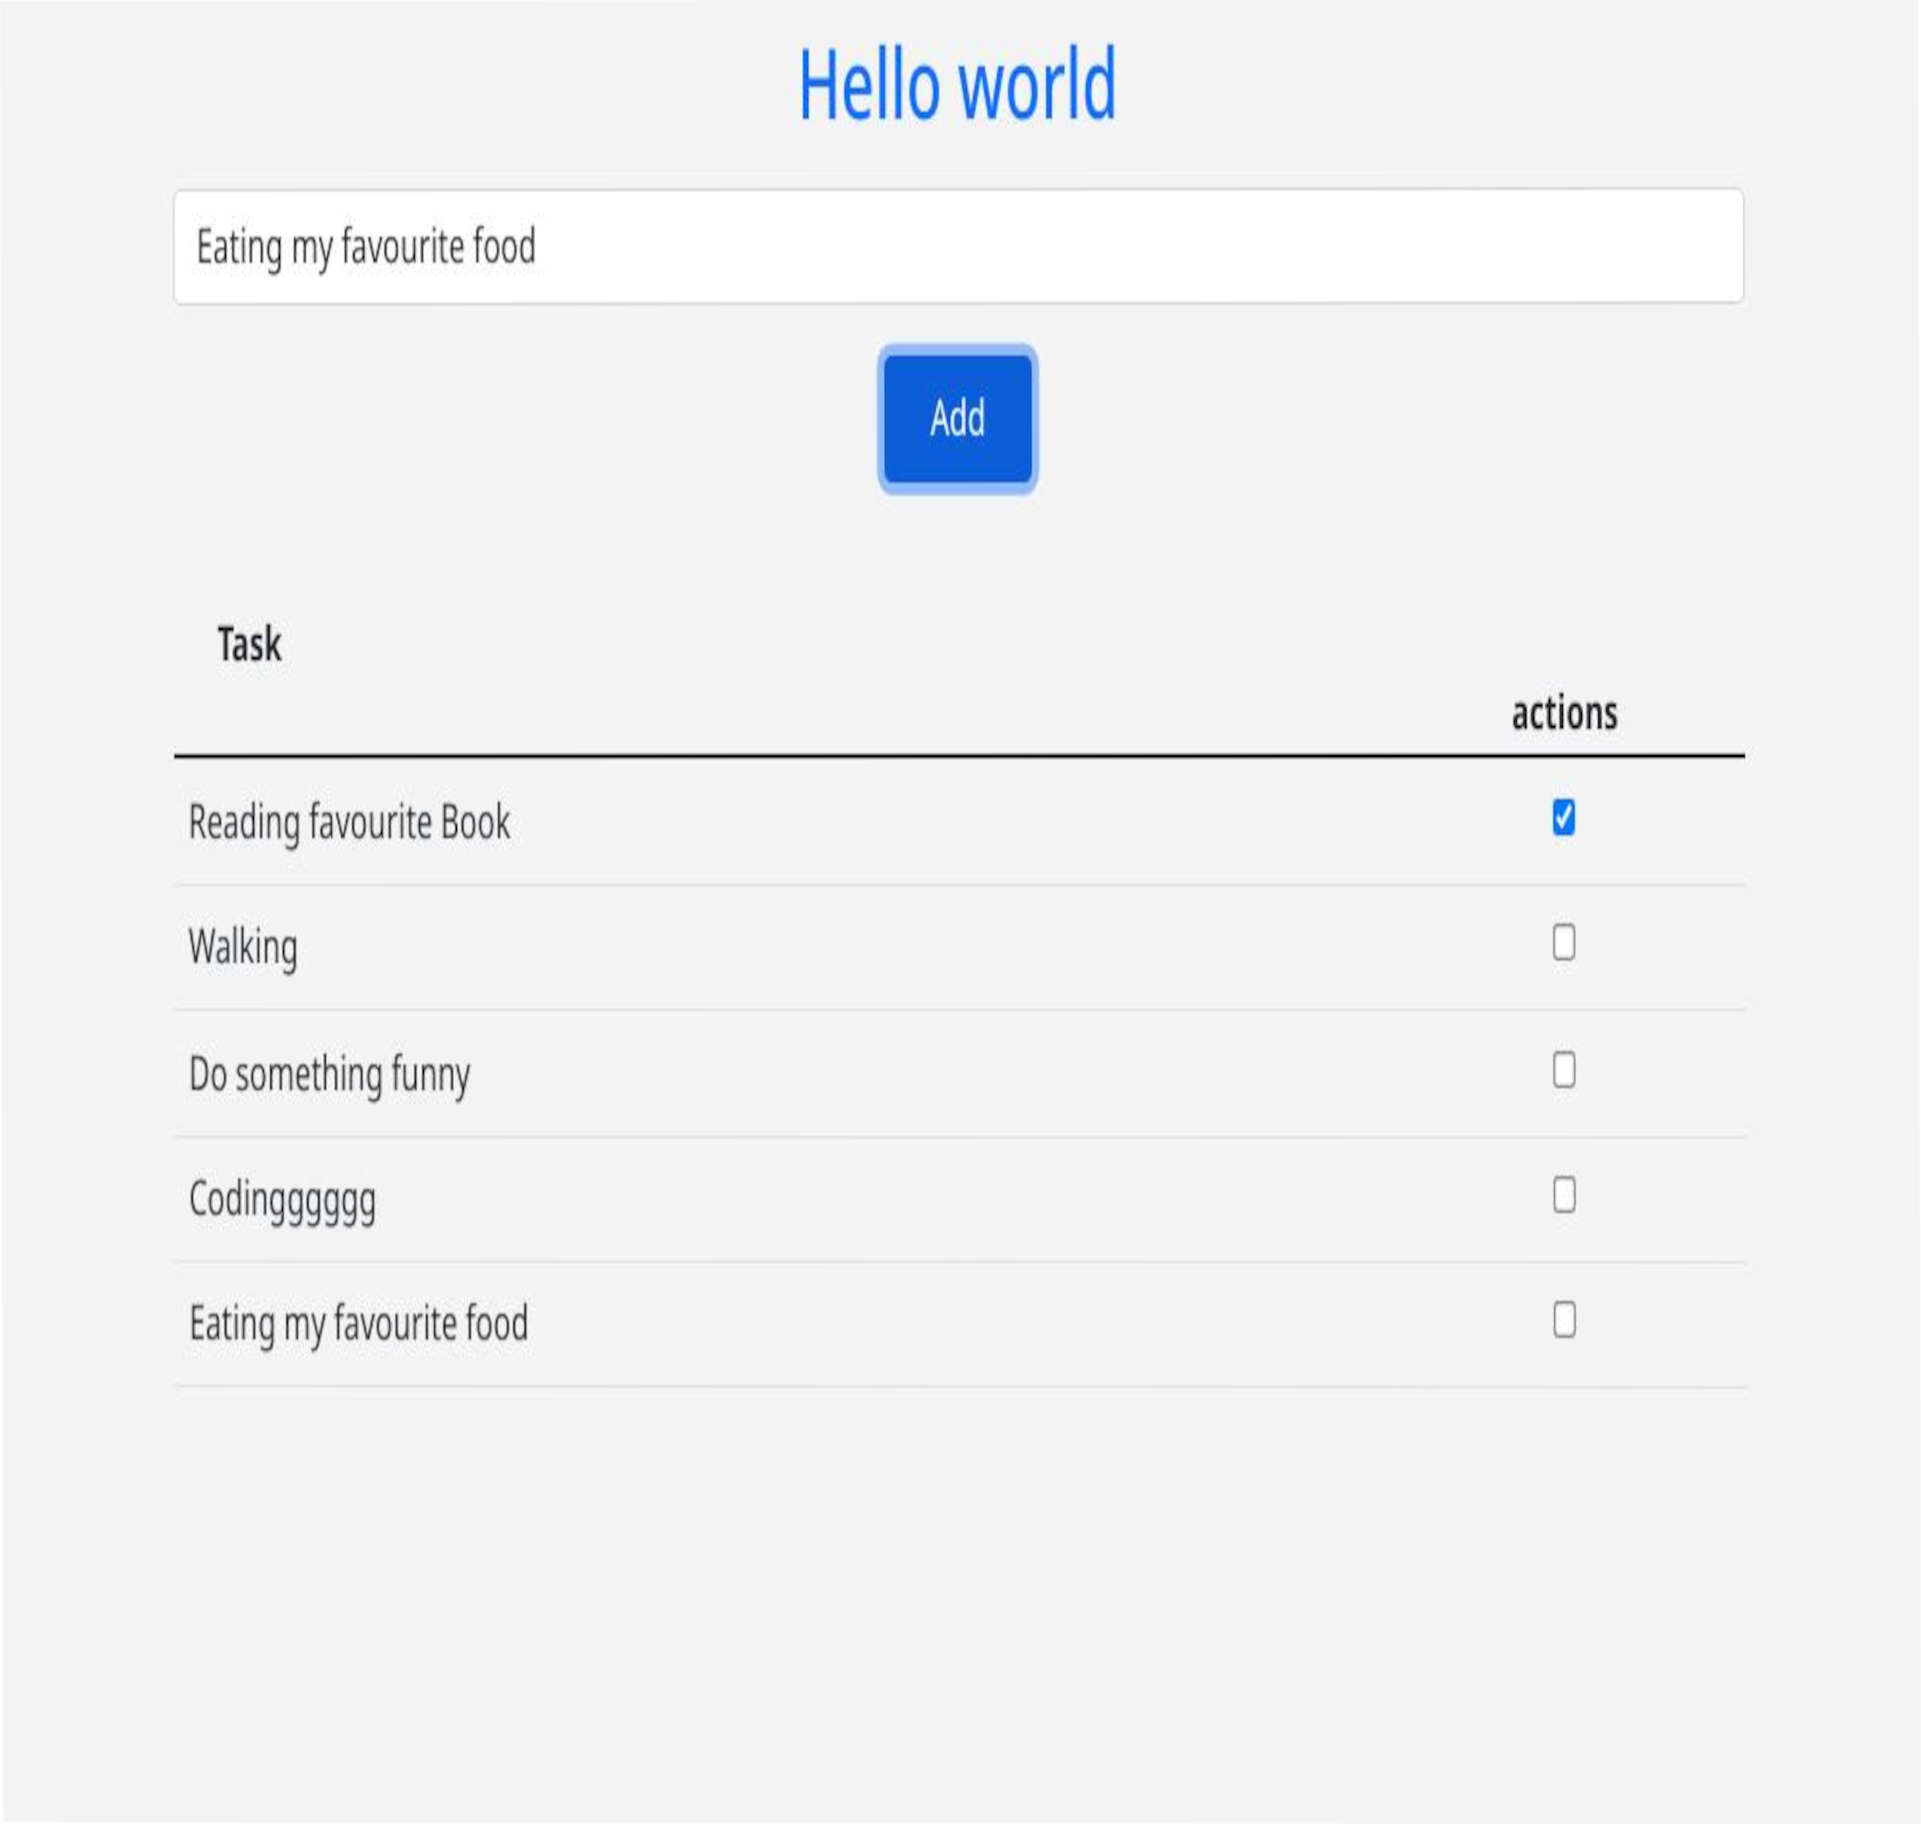 Hello world
Eating my favourite food
Add
Task
actions
Reading favourite Book
Walking
Do something funny
Codingggggg
Eating my favourite food